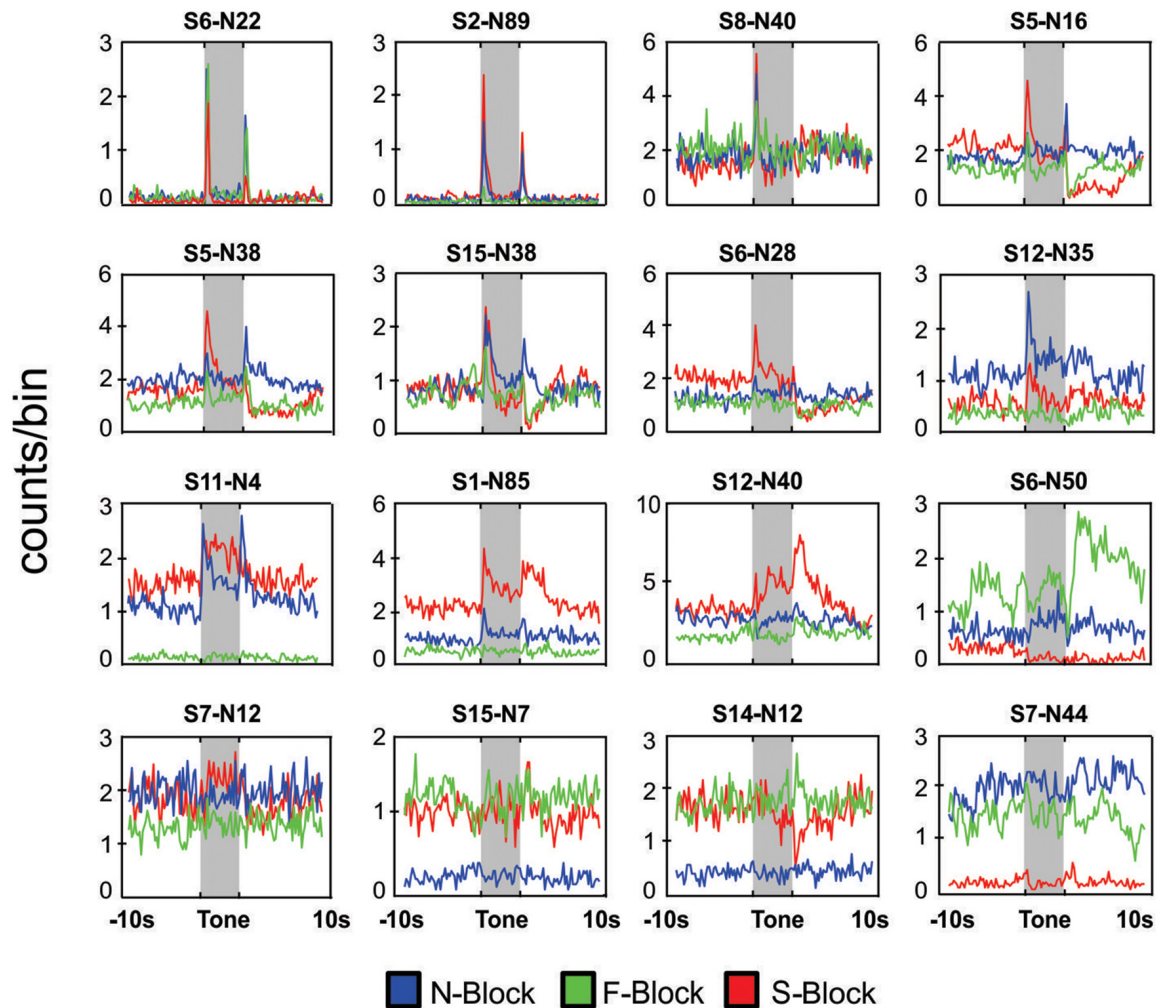 S6-N22 S2-N89 S8-N40 S5-N16
3 3 6 6
2 2 4 4
1 1 2 2
0 0 0 0
S5-N38 S15-N38 S6-N28 S12-N35
6 3 6 3
4 2 4 2
2 1 2 1
0 0 0 0
counts/bin
S11-N4 S1-N85 S12-N40 S6-N50
3 6 10 3
2 4 5 2
1 2 1
0 0 0 0
S7-N12 S15-N7 S14-N12 S7-N44
3 2 3 3
2 1 2 2
1 1 1
0 0 0 0
-10s Tone 10s -10s Tone 10s -10s Tone 10s -10s Tone 10s
N-Block F-Block S-Block